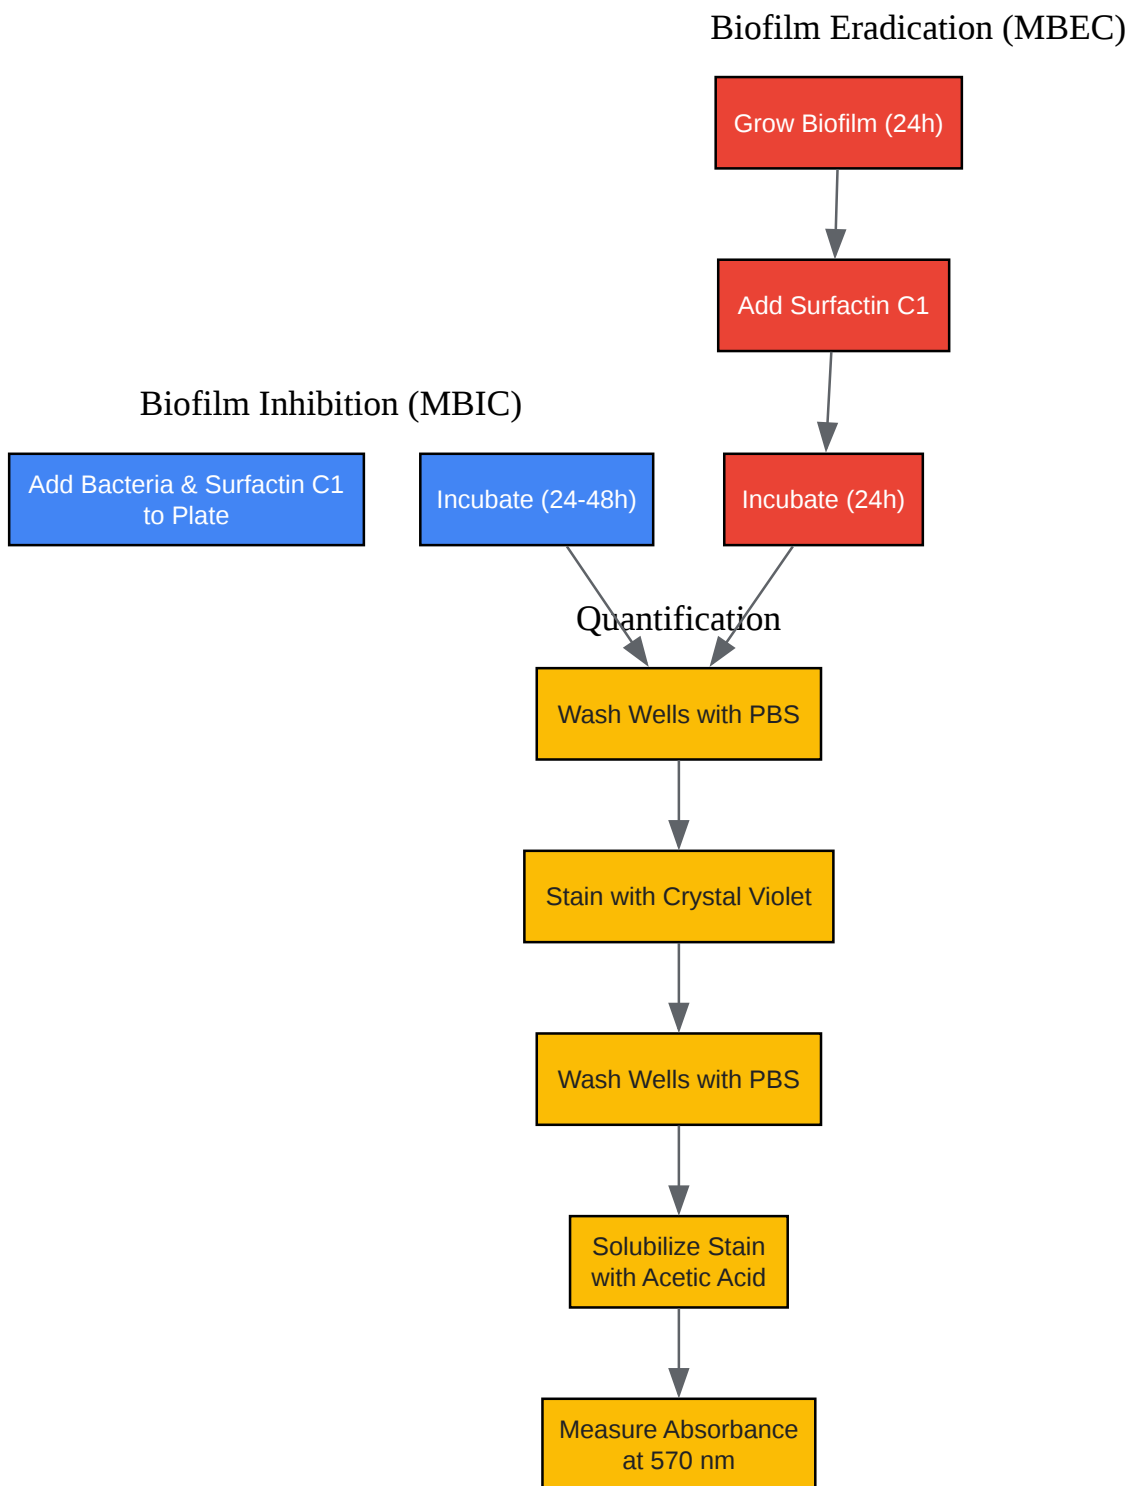 Biofilm Eradication (MBEC)
Grow Biofilm (24h)
Add Surfactin C1
Biofilm Inhibition (MBIC)
Add Bacteria & Surfactin C1
to Plate
Incubate (24-48h)
Incubate (24h)
Quantification
Wash Wells with PBS
Stain with Crystal Violet
Wash Wells with PBS
Solubilize Stain
with Acetic Acid
Measure Absorbance
at 570 nm